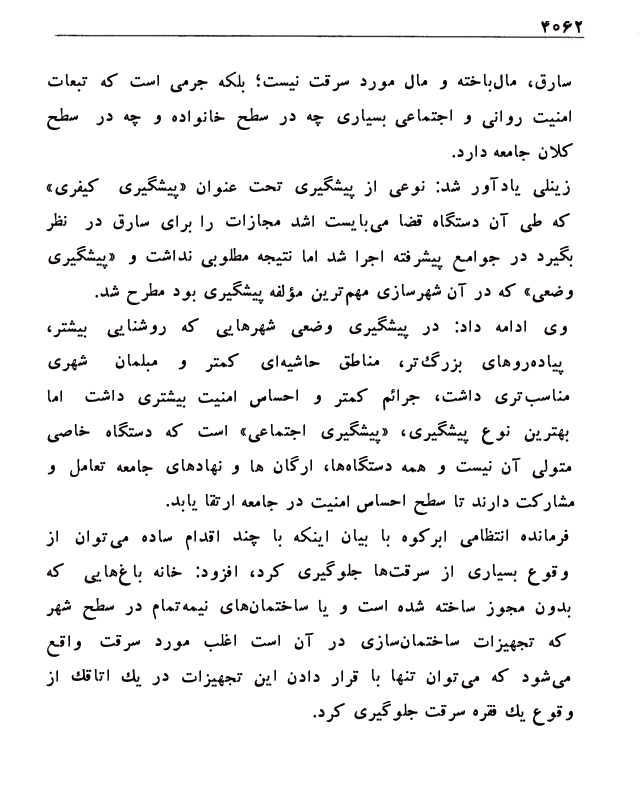 ۴۰۶۲
سارق، مال‌باخته و مال مورد سرقت نیست؛ بلکه جرمی است که تبعات
امنیت روانی و اجتماعی بسیاری چه در سطح خانواده و چه در سطح
کلان جامعه دارد.
زینلی یادآور شد: نوعی از پیشگیری تحت عنوان «پیشگیری کیفری»
که طی آن دستگاه قضا می‌بایست اشد مجازات را برای سارق در نظر
بگیرد در جوامع پیشرفته اجرا شد اما نتیجه مطلوبی نداشت و «پیشگیری
وضعی» که در آن شهرسازی مهم‌ترین مؤلفه پیشگیری بود مطرح شد.
وی ادامه داد: در پیشگیری وضعی شهرهایی که روشنایی بیشتر،
پیاده‌روهای بزرگ‌تر، مناطق حاشیه‌ای کمتر و مبلمان شهری
مناسب‌تری داشت، جرائم کمتر و احساس امنیت بیشتری داشت اما
بهترین نوع پیشگیری، «پیشگیری اجتماعی» است که دستگاه خاصی
متولی آن نیست و همه دستگاه‌ها، ارگان ها و نهادهای جامعه تعامل و
مشارکت دارند تا سطح احساس امنیت در جامعه ارتقا یابد.
فرمانده انتظامی ابرکوه با بیان اینکه با چند اقدام ساده می‌توان از
وقوع بسیاری از سرقت‌ها جلوگیری کرد، افزود: خانه باغ‌هایی که
بدون مجوز ساخته شده است و یا ساختمان‌های نیمه‌تمام در سطح شهر
که تجهیزات ساختمان‌سازی در آن است اغلب مورد سرقت واقع
می‌شود که می‌توان تنها با قرار دادن این تجهیزات در یك اتاقك از
وقوع یك فقره سرقت جلوگیری کرد.